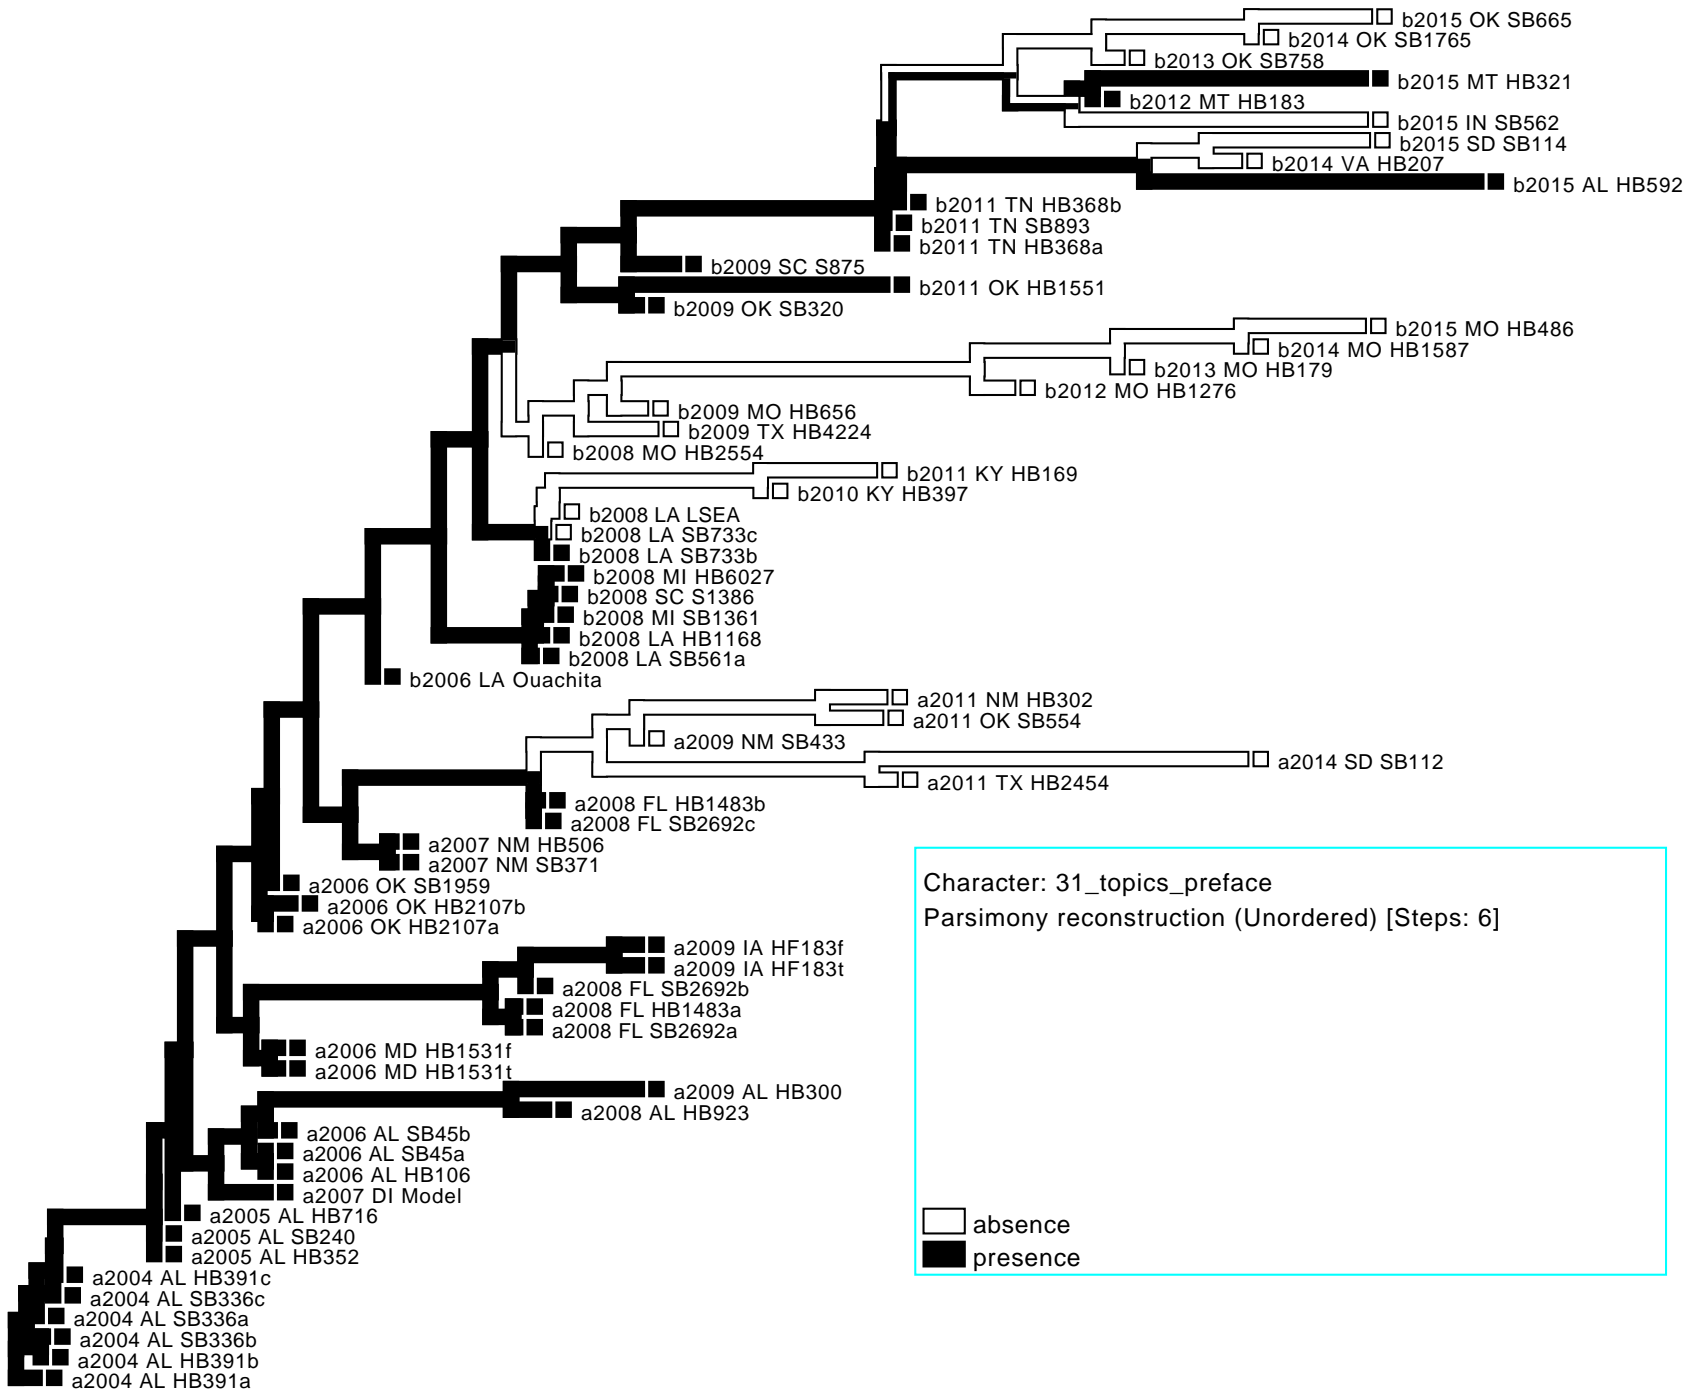 b2015 OK SB665
b2014 OK SB1765
b2013 OK SB758
b2015 MT HB321
b2012 MT HB183
b2015 IN SB562
b2015 SD SB114
b2014 VA HB207
b2015 AL HB592
b2011 TN HB368b
b2011 TN SB893
b2011 TN HB368a
b2009 SC S875
b2011 OK HB1551
b2009 OK SB320
b2015 MO HB486
b2014 MO HB1587
b2013 MO HB179
b2012 MO HB1276
b2009 MO HB656
b2009 TX HB4224
b2008 MO HB2554
b2011 KY HB169
b2010 KY HB397
b2008 LA LSEA
b2008 LA SB733c
b2008 LA SB733b
b2008 MI HB6027
b2008 SC S1386
b2008 MI SB1361
b2008 LA HB1168
b2008 LA SB561a
b2006 LA Ouachita
a2011 NM HB302
a2011 OK SB554
a2009 NM SB433
a2014 SD SB112
a2011 TX HB2454
a2008 FL HB1483b
a2008 FL SB2692c
a2007 NM HB506
a2007 NM SB371
a2006 OK SB1959
a2006 OK HB2107b
a2006 OK HB2107a
a2009 IA HF183f
a2009 IA HF183t
a2008 FL SB2692b
a2008 FL HB1483a
a2008 FL SB2692a
a2006 MD HB1531f
a2006 MD HB1531t
a2009 AL HB300
a2008 AL HB923
a2006 AL SB45b
a2006 AL SB45a
a2006 AL HB106
a2007 DI Model
a2005 AL HB716
a2005 AL SB240
a2005 AL HB352
a2004 AL HB391c
a2004 AL SB336c
a2004 AL SB336a
a2004 AL SB336b
a2004 AL HB391b
a2004 AL HB391a
Character: 31_topics_preface
Parsimony reconstruction (Unordered) [Steps: 6]
absence
presence